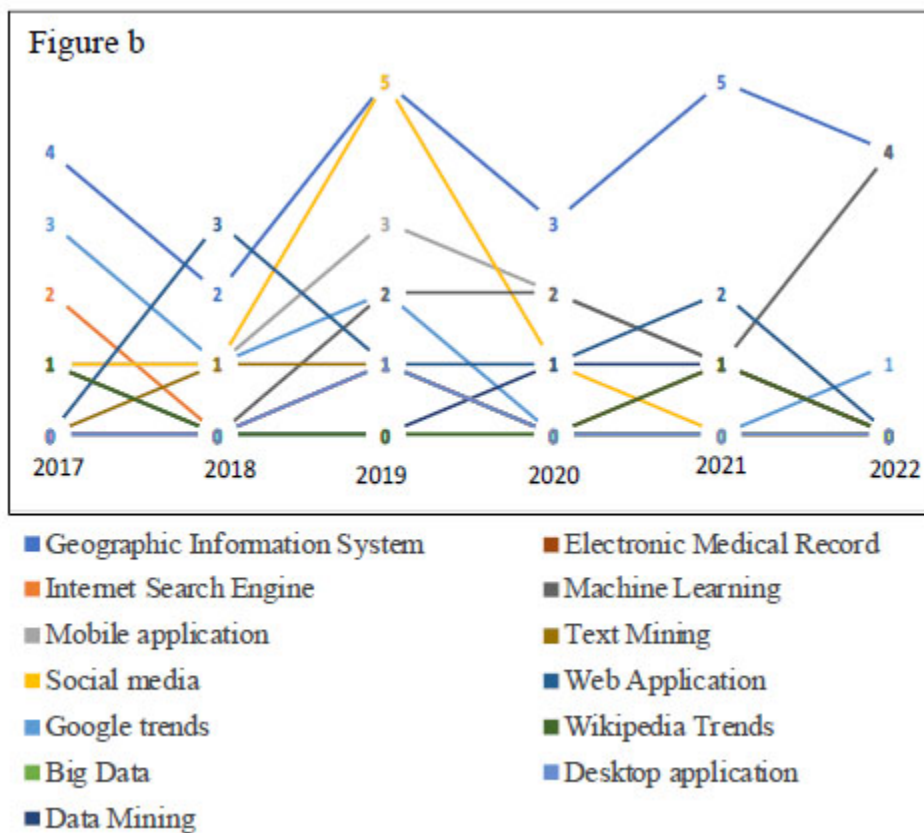 Figure b
5 5
4 4
3 3 3 3
2 2 2 2 2
1 1 1 1 1 1
0 0 0 0 0 0
2017 2018 2019 2020 2021 2022
Geographic Information System
Electronic Medical Record
Internet Search Engine
Machine Learning
Mobile application
Text Mining
Social media
Web Application
Google trends
Wikipedia Trends
Big Data
Desktop application
Data Mining